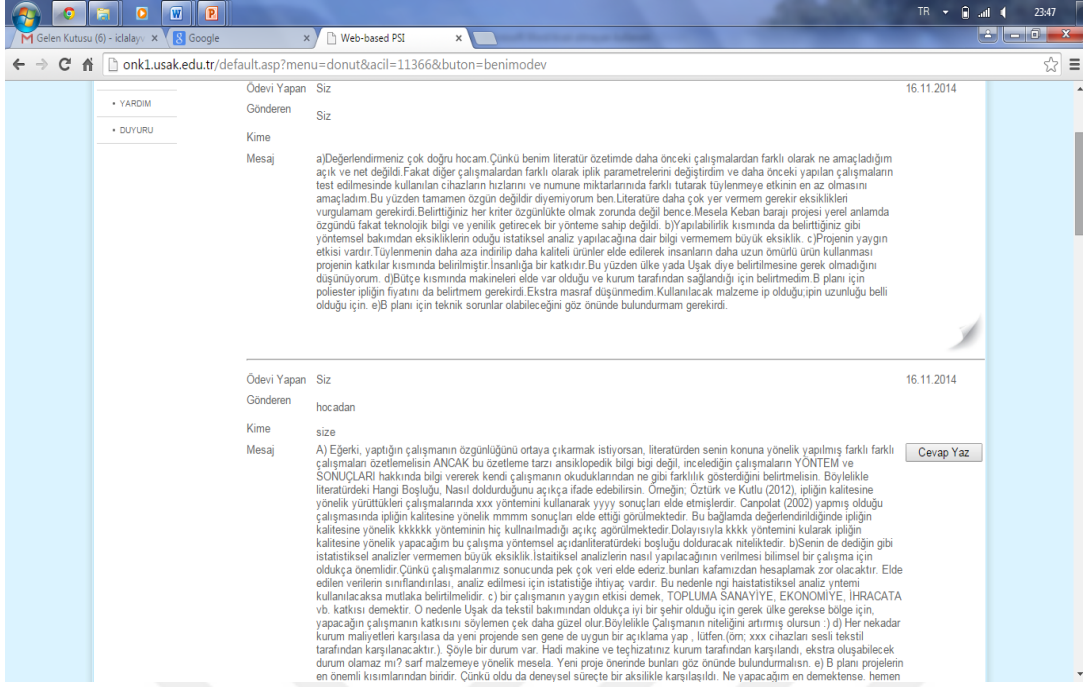 TR 23:47
Gelen Kutusu (6) - iclalayv
Google
Web-based PSI
onk1.usak.edu.tr/default.asp?menu=donut&acil=11366&buton=benimodev
• YARDIM
• DUYURU
Ödevi Yapan Siz 16.11.2014
Gönderen Siz
Kime
Mesaj a)Değerlendirmeniz çok doğru hocam.Çünkü benim literatür özetimde daha önceki çalışmalardan farklı olarak ne amaçladığım
açık ve net değildi.Fakat diğer çalışmalardan farklı olarak iplik parametrelerini değiştirdim ve daha önceki yapılan çalışmaların
test edilmesinde kullanılan cihazların hızlarını ve numune miktarlarınıda farklı tutarak tüylenmeye etkinin en az olmasını
amaçladım.Bu yüzden tamamen özgün değildir diyemiyorum ben.Literatüre daha çok yer vermem gerekir eksiklikleri
vurgulamam gerekirdi.Belirttiğiniz her kriter özgünlükte olmak zorunda değil bence.Mesela Keban barajı projesi yerel anlamda
özgündü fakat teknolojik bilgi ve yenilik getirecek bir yönteme sahip değildi. b)Yapılabilirlik kısmında da belirttiğiniz gibi
yöntemsel bakımdan eksikliklerin oduğu istatiksel analiz yapılacağına dair bilgi vermemem büyük eksiklik. c)Projenin yaygın
etkisi vardır.Tüylenmenin daha aza indirilip daha kaliteli ürünler elde edilerek insanların daha uzun ömürlü ürün kullanması
projenin katkılar kısmında belirilmiştir.İnsanlığa bir katkıdır.Bu yüzden ülke yada Uşak diye belirtilmesine gerek olmadığını
düşünüyorum. d)Bütçe kısmında makineleri elde var olduğu ve kurum tarafından sağlandığı için belirtmedim.B planı için
poliester ipliğin fiyatını da belirtmem gerekirdi.Ekstra masraf düşünmedim.Kullanılacak malzeme ip olduğu;ipin uzunluğu belli
olduğu için. e)B planı için teknik sorunlar olabileceğini göz önünde bulundurmam gerekirdi.
Ödevi Yapan Siz 16.11.2014
Gönderen hocadan
Kime size
Mesaj A) Eğerki, yaptığın çalışmanın özgünlüğünü ortaya çıkarmak istiyorsan, literatürden senin konuna yönelik yapılmış farklı farklı Cevap Yaz
çalışmaları özetlemelisin ANCAK bu özetleme tarzı ansiklopedik bilgi bigi değil, incelediğin çalışmaların YÖNTEM ve
SONUÇLARI hakkında bilgi vererek kendi çalışmanın okuduklarından ne gibi farklılık gösterdiğini belirtmelisin. Böylelikle
literatürdeki Hangi Boşluğu, Nasıl doldurduğunu açıkça ifade edebilirsin. Örneğin; Öztürk ve Kutlu (2012), ipliğin kalitesine
yönelik yürüttükleri çalışmalarında xxx yöntemini kullanarak yyyy sonuçları elde etmişlerdir. Canpolat (2002) yapmış olduğu
çalışmasında ipliğin kalitesine yönelik mmmm sonuçları elde ettiği görülmektedir. Bu bağlamda değerlendirildiğinde ipliğin
kalitesine yönelik kkkkkk yönteminin hiç kullnaılmadığı açıkç agörülmektedir.Dolayısıyla kkkk yöntemini kularak ipliğin
kalitesine yönelik yapacağım bu çalışma yöntemsel açıdanliteratürdeki boşluğu dolduracak niteliktedir. b)Senin de dediğin gibi
istatistiksel analizler vermemen büyük eksiklik.İstaitiksel analizlerin nasıl yapılacağının verilmesi bilimsel bir çalışma için
oldukça önemlidir.Çünkü çalışmalarımız sonucunda pek çok veri elde ederiz.bunları kafamızdan hesaplamak zor olacaktır. Elde
edilen verilerin sınıflandırılası, analiz edilmesi için istatistiğe ihtiyaç vardır. Bu nedenle ngi haistatistiksel analiz yntemi
kullanılacaksa mutlaka belirtilmelidir. c) bir çalışmanın yaygın etkisi demek, TOPLUMA SANAYİYE, EKONOMİYE, İHRACATA
vb. katkısı demektir. O nedenle Uşak da tekstil bakımından oldukça iyi bir şehir olduğu için gerek ülke gerekse bölge için,
yapacağın çalışmanın katkısını söylemen çek daha güzel olur.Böylelikle Çalışmanın niteliğini artırmış olursun :) d) Her nekadar
kurum maliyetleri karşılasa da yeni projende sen gene de uygun bir açıklama yap , lütfen.(örn; xxx cihazları sesli tekstil
tarafından karşılanacaktır.). Şöyle bir durum var. Hadi makine ve teçhizatınız kurum tarafından karşılandı, ekstra oluşabilecek
durum olamaz mı? sarf malzemeye yönelik mesela. Yeni proje önerinde bunları göz önünde bulundurmalısn. e) B planı projelerin
en önemli kısımlarından biridir. Çünkü oldu da deneysel süreçte bir aksilikle karşılaşıldı. Ne yapacağım en demektense. hemen